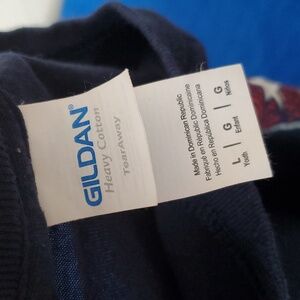 GILDAN®
Heavy Cotton
TearAway
Made in Dominican Republic
Fabriqué en République Dominicaine
Hecho en República Dominicana
L | G | G
Youth Enfant Niños